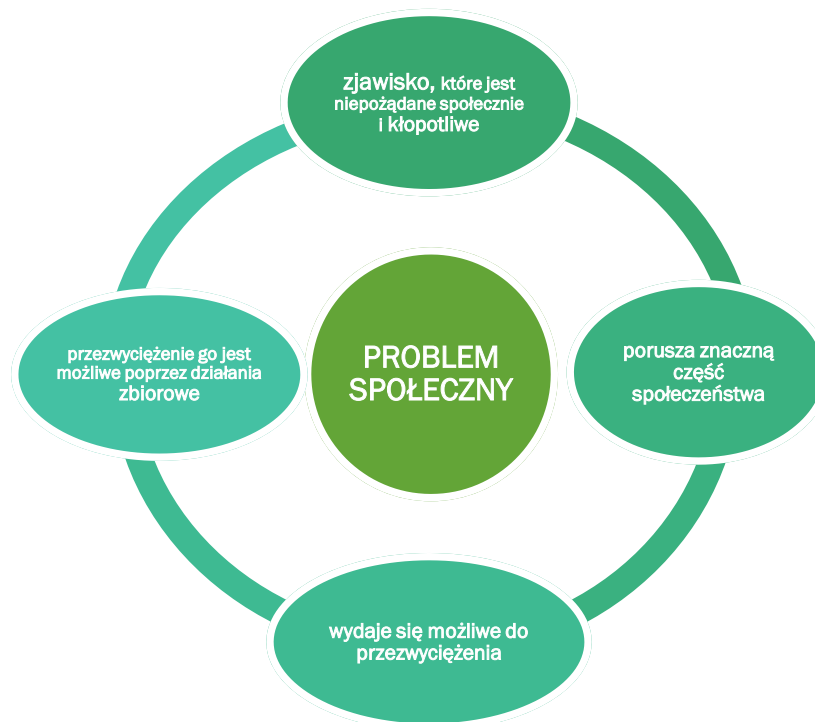 zjawisko, które jest
niepożądane społecznie
i kłopotliwe
PROBLEM
SPOŁECZNY
porusza znaczną
część
społeczeństwa
wydaje się możliwe do
przezwyciężenia
przezwyciężenie go jest
możliwe poprzez działania
zbiorowe